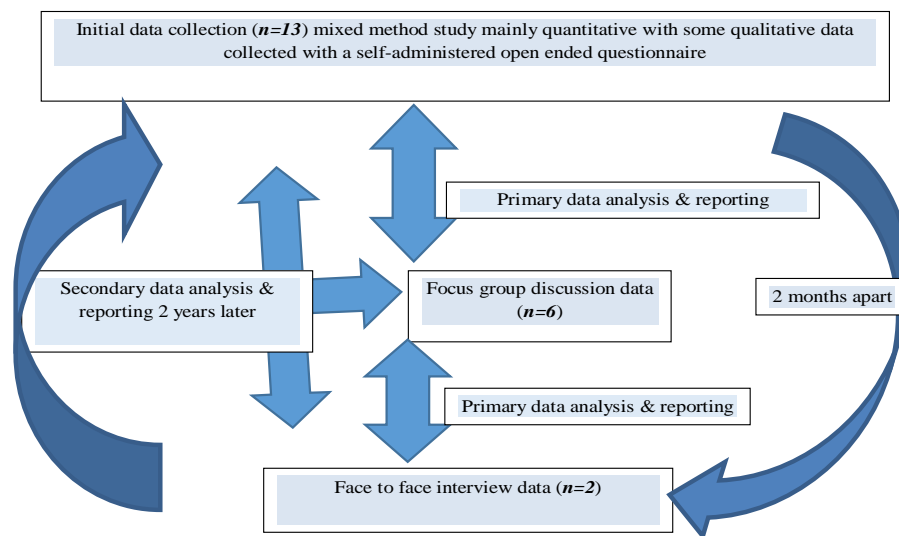 Initial data collection (n=13) mixed method study mainly quantitative with some qualitative data
collected with a self-administered open ended questionnaire
Primary data analysis & reporting
Secondary data analysis &
reporting 2 years later
Focus group discussion data
(n=6)
2 months apart
Primary data analysis & reporting
Face to face interview data (n=2)